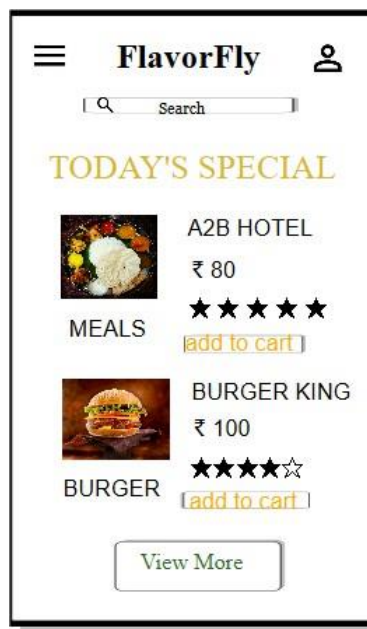 FlavorFly
Search
TODAY'S SPECIAL
A2B HOTEL
₹ 80
★★★★★
MEALS
add to cart
BURGER KING
₹ 100
★★★★☆
BURGER
add to cart
View More